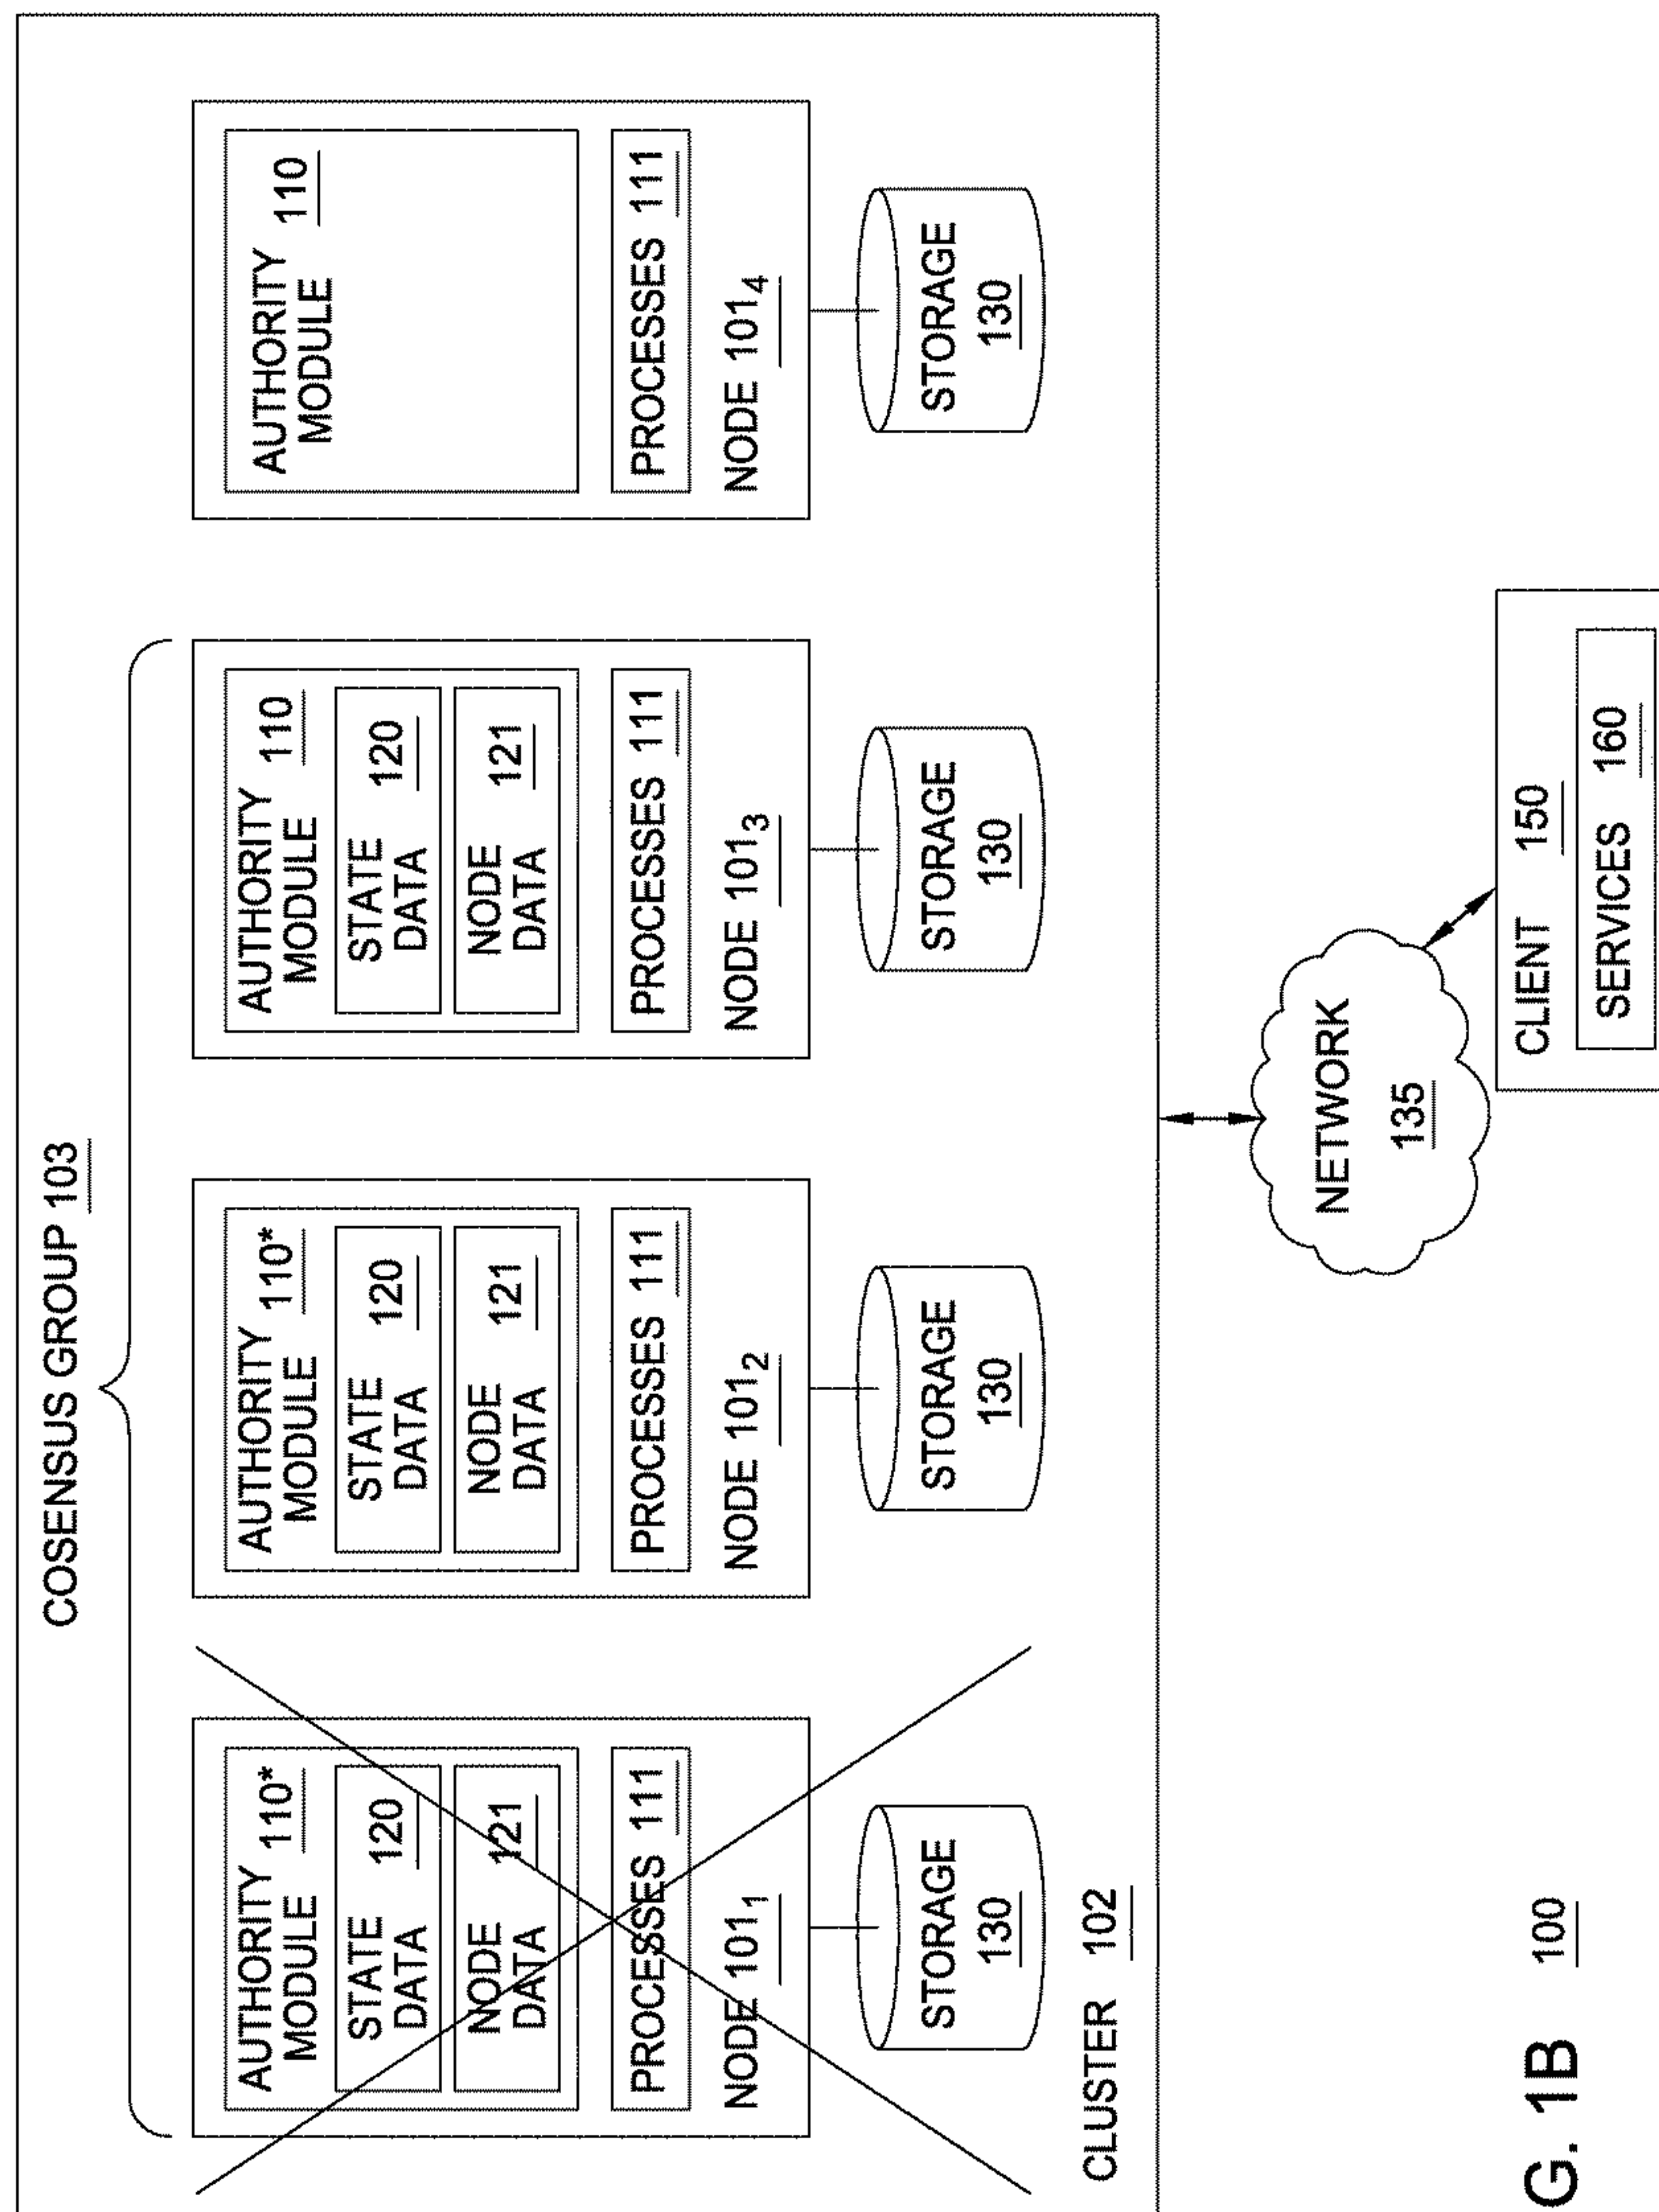 COSENSUS GROUP 103
AUTHORITY
MODULE 110*
STATE
DATA 120
NODE
DATA 121
PROCESSES 111
NODE 101₁
STORAGE
130
AUTHORITY
MODULE 110*
STATE
DATA 120
NODE
DATA 121
PROCESSES 111
NODE 101₂
STORAGE
130
AUTHORITY
MODULE 110
STATE
DATA 120
NODE
DATA 121
PROCESSES 111
NODE 101₃
STORAGE
130
AUTHORITY
MODULE 110
PROCESSES 111
NODE 101₄
STORAGE
130
CLUSTER 102
NETWORK
135
CLIENT 150
SERVICES 160
G. 1B 100